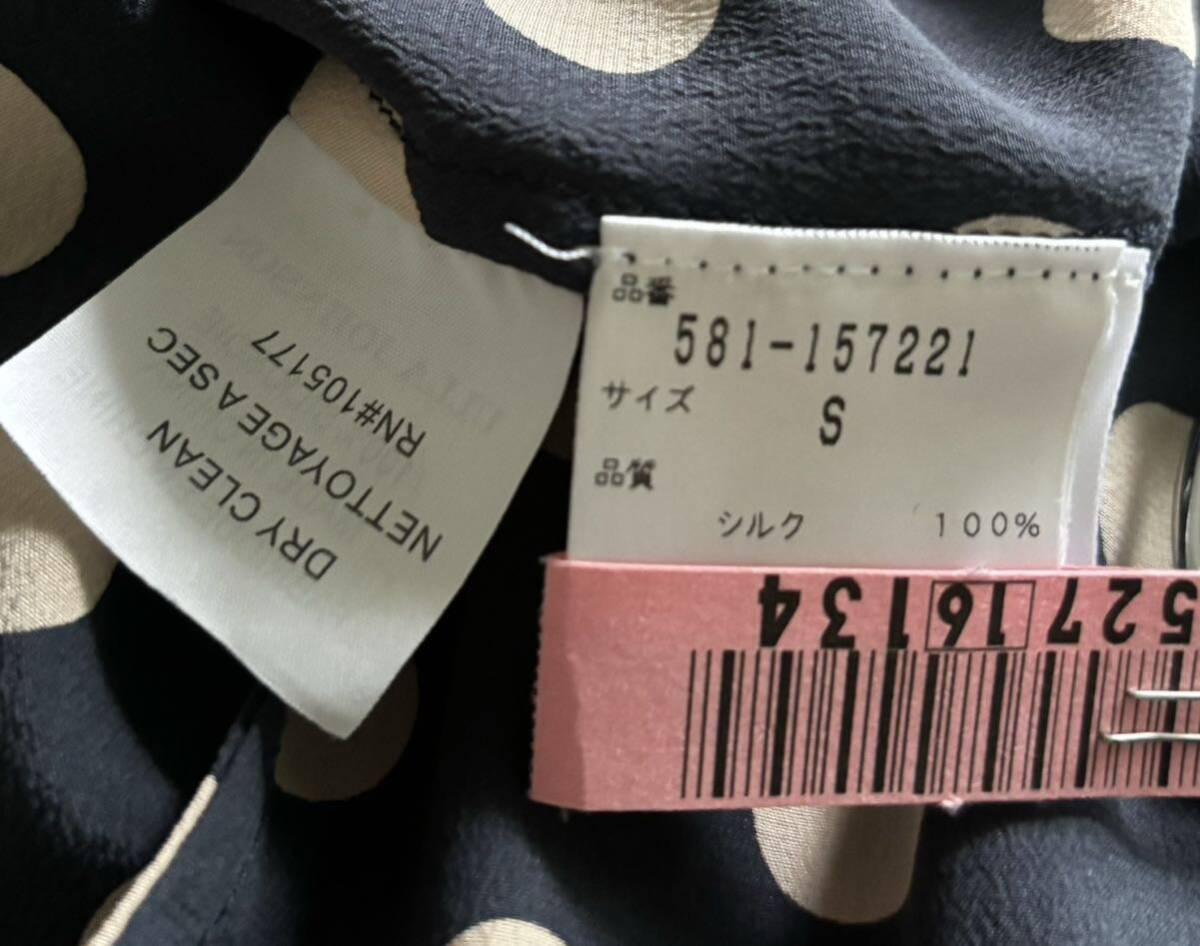 品番
581-157221
サイズ S
品質
シルク 100%
DRY CLEAN
NETTOYAGE A SEC
RN#105177
52716134